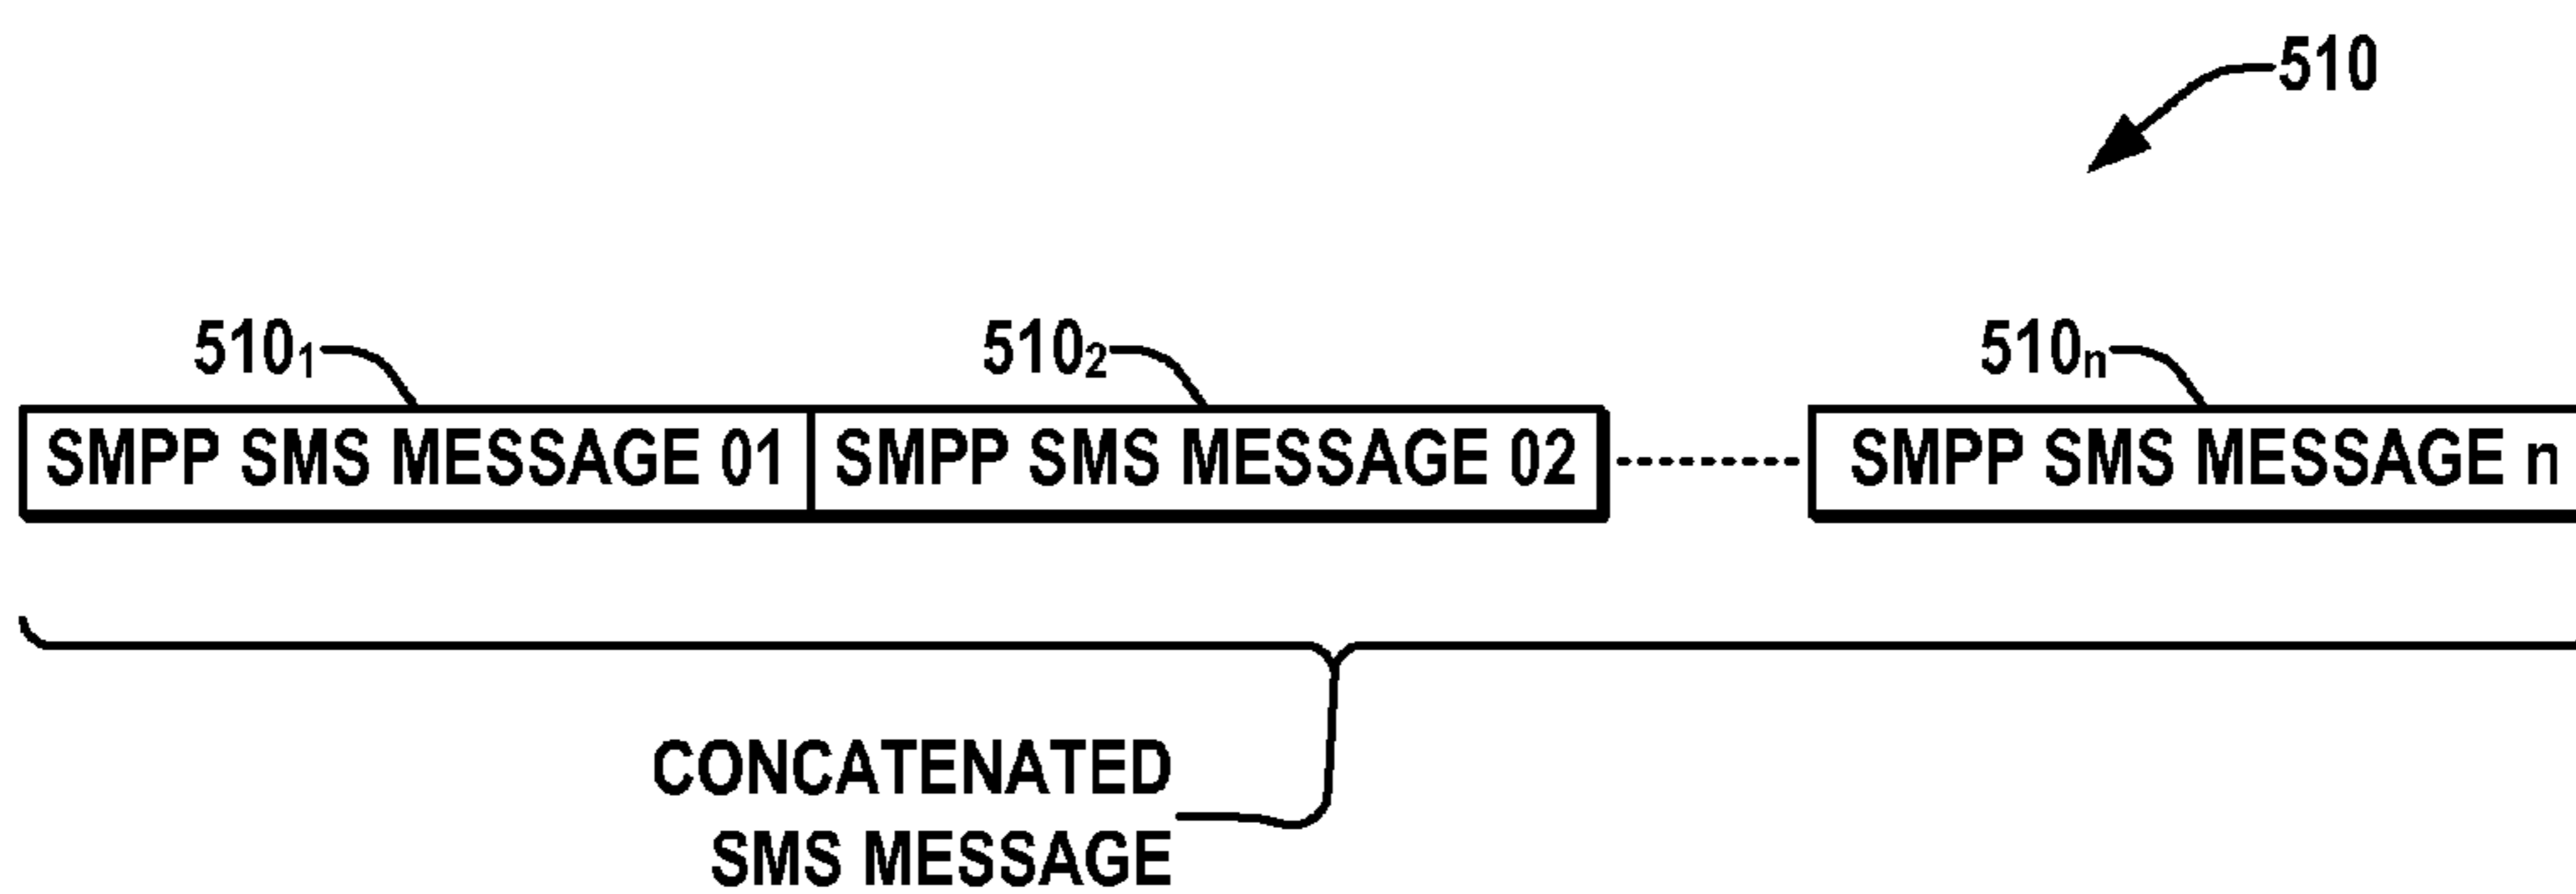 510
510₁ 510₂ 510ₙ
SMPP SMS MESSAGE 01 SMPP SMS MESSAGE 02 SMPP SMS MESSAGE n
CONCATENATED
SMS MESSAGE